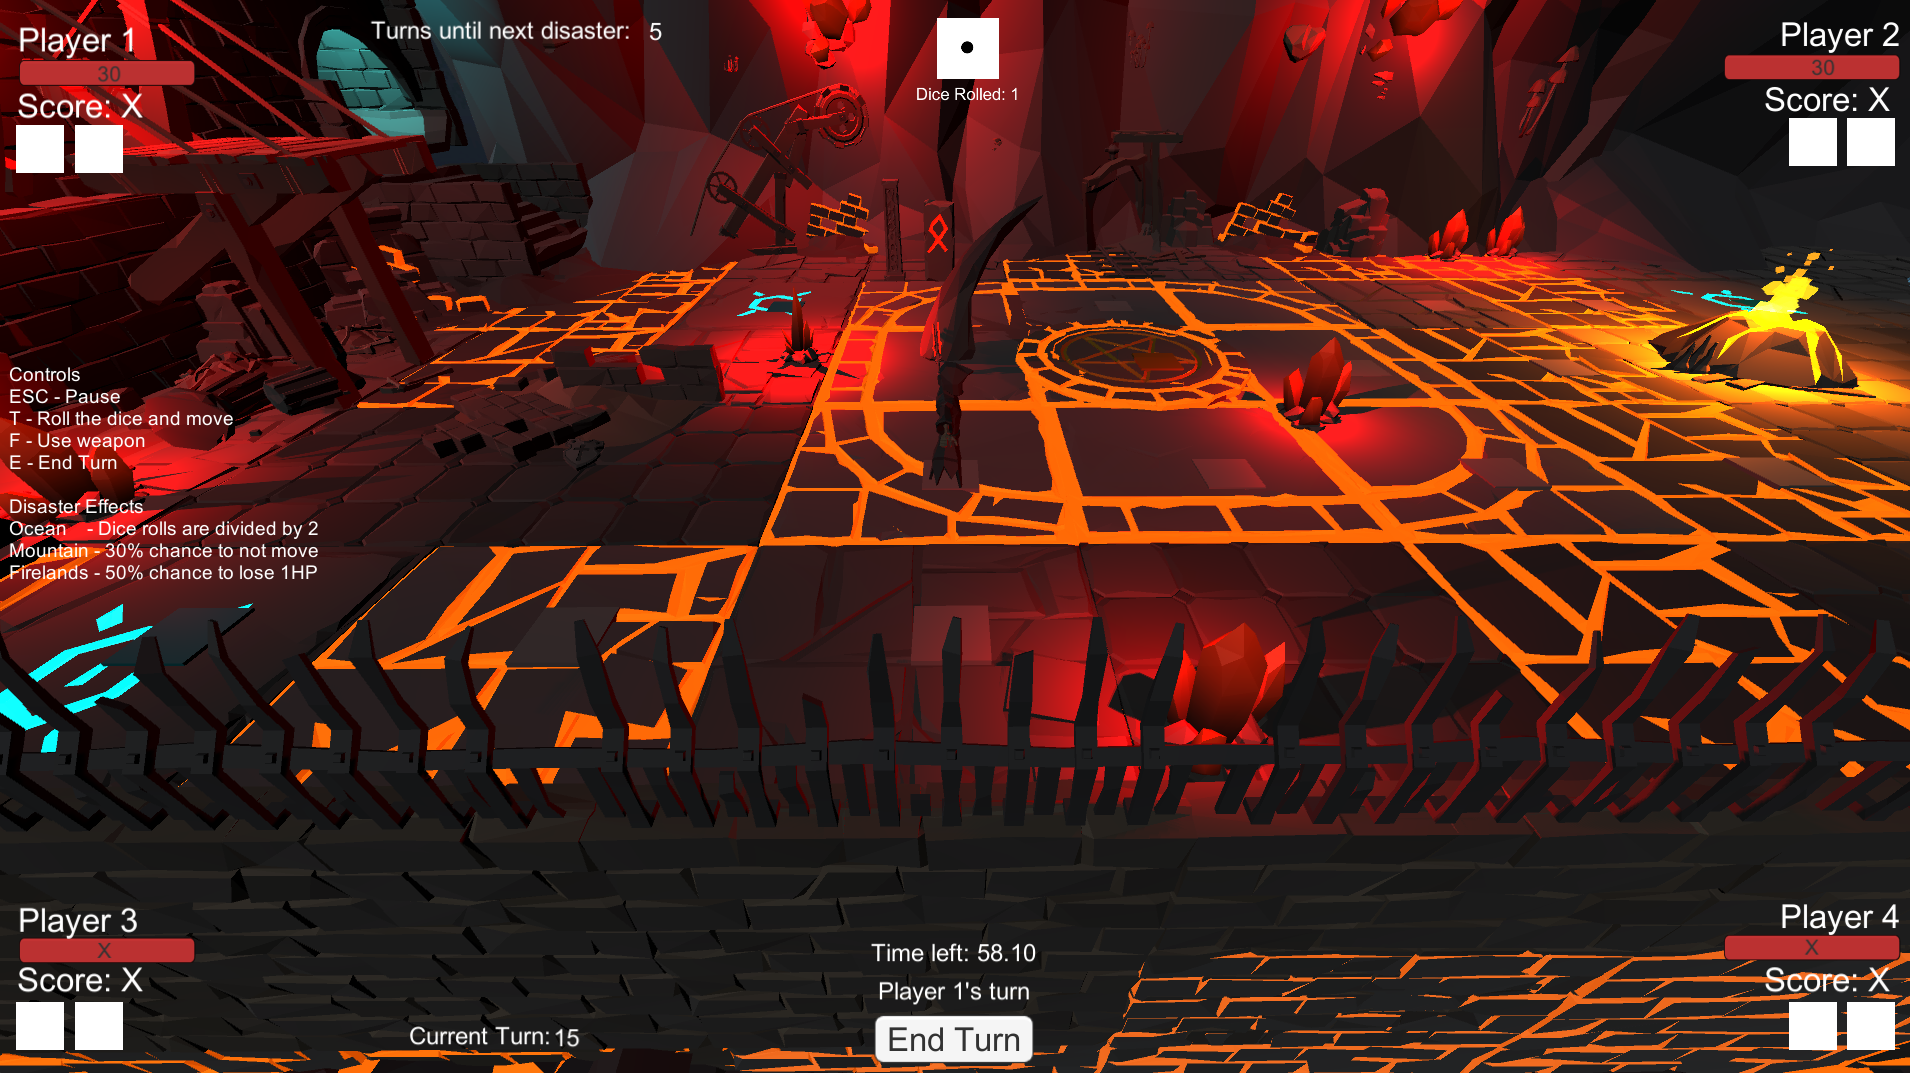 Player 1
30
Score: X
Turns until next disaster: 5
Dice Rolled: 1
Player 2
30
Score: X
Controls
ESC - Pause
T - Roll the dice and move
F - Use weapon
E - End Turn
Disaster Effects
Ocean - Dice rolls are divided by 2
Mountain - 30% chance to not move
Firelands - 50% chance to lose 1HP
Player 3
X
Score: X
Current Turn: 15
Time left: 58.10
Player 1's turn
End Turn
Player 4
X
Score: X